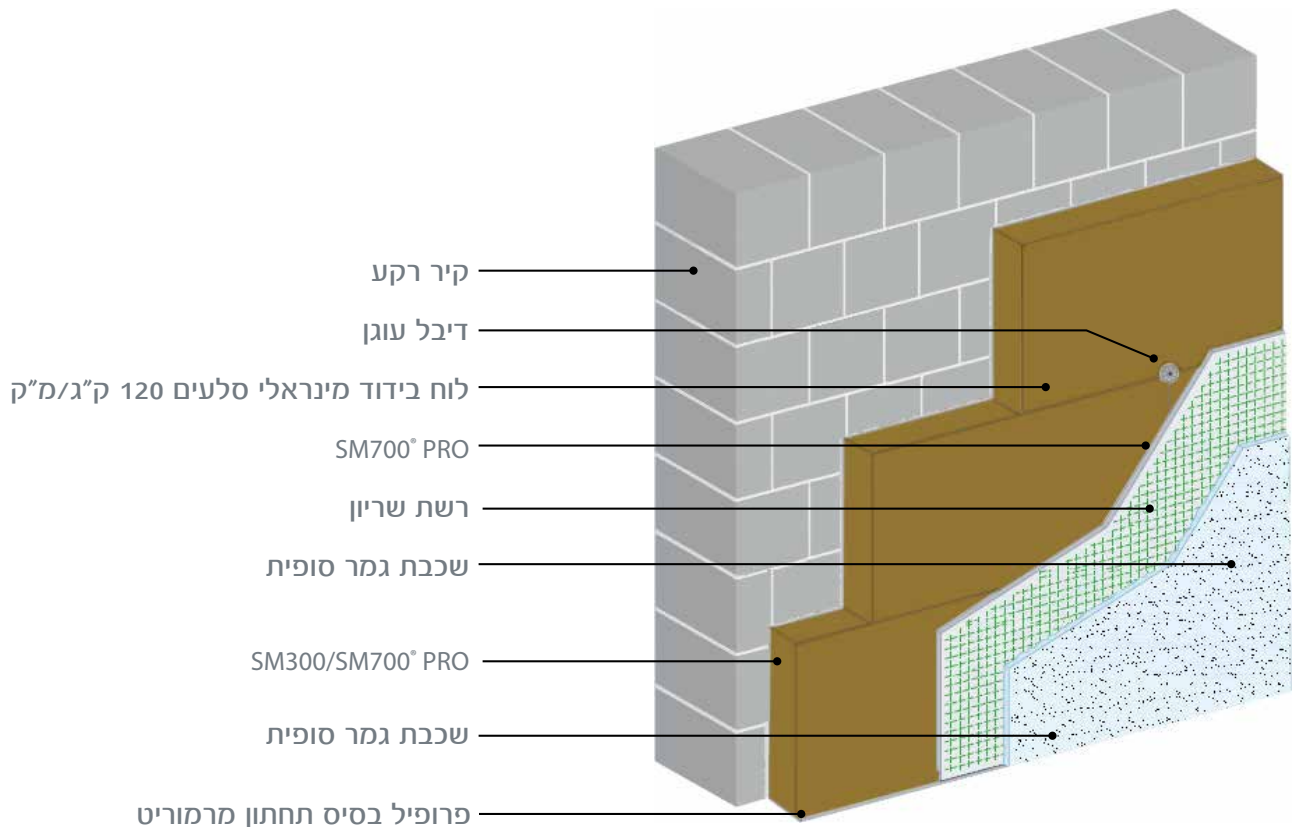 קיר רקע
דיבל עוגן
לוח בידוד מינראלי סלעים 120 ק"ג/מ"ק
SM700® PRO
רשת שריון
שכבת גמר סופית
SM300/SM700® PRO
שכבת גמר סופית
פרופיל בסיס תחתון מרמוריט